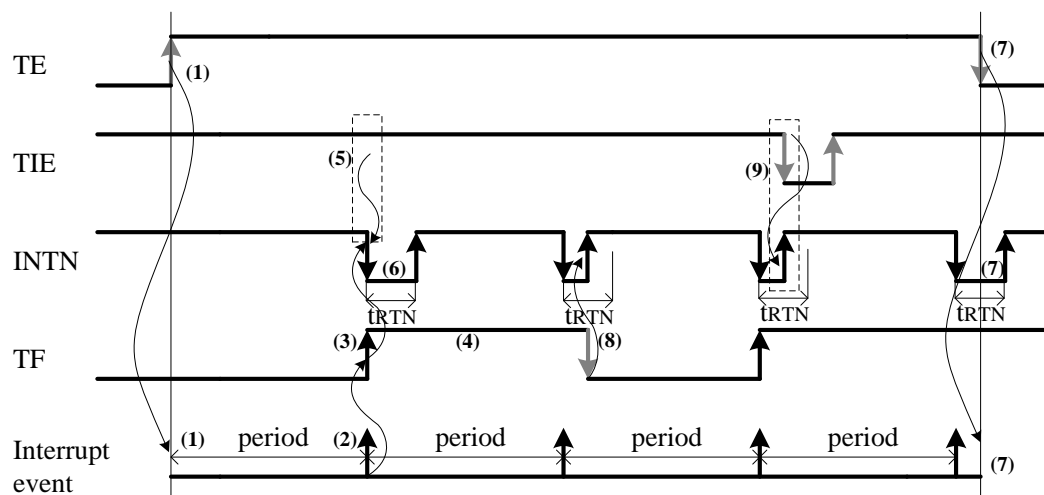 TE
(1)
(7)
TIE
(5)
(9)
INTN
(6)
(7)
tRTN
tRTN
tRTN
tRTN
TF
(3)
(4)
(8)
Interrupt
event
(1)
period
(2)
period
period
period
(7)